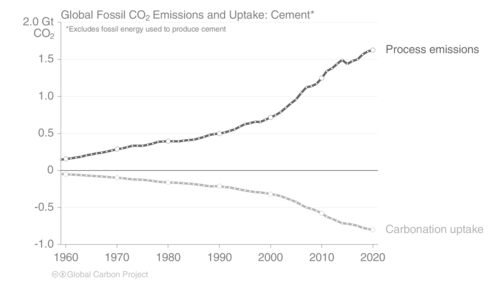 Global Fossil CO₂ Emissions and Uptake: Cement*
2.0 Gt
CO₂
*Excludes fossil energy used to produce cement
Process emissions
1.5
1.0
0.5
0
-0.5
Carbonation uptake
-1.0
1960 1970 1980 1990 2000 2010 2020
Global Carbon Project